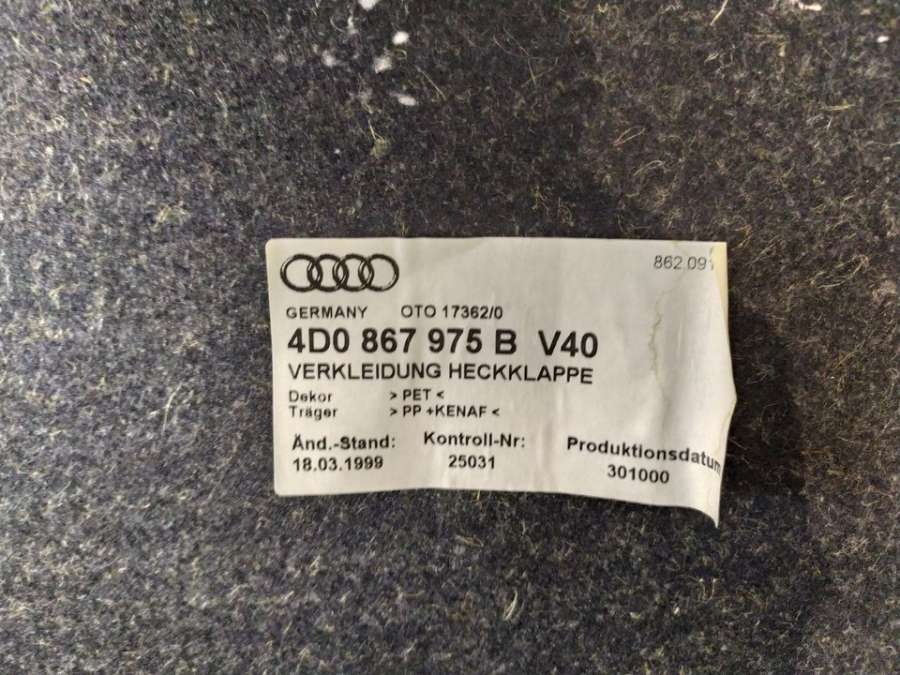 862.091
GERMANY OTO 17362/0
4D0 867 975 B V40
VERKLEIDUNG HECKKLAPPE
Dekor > PET <
Träger > PP +KENAF <
Änd.-Stand: Kontroll-Nr: Produktionsdatum
18.03.1999 25031 301000